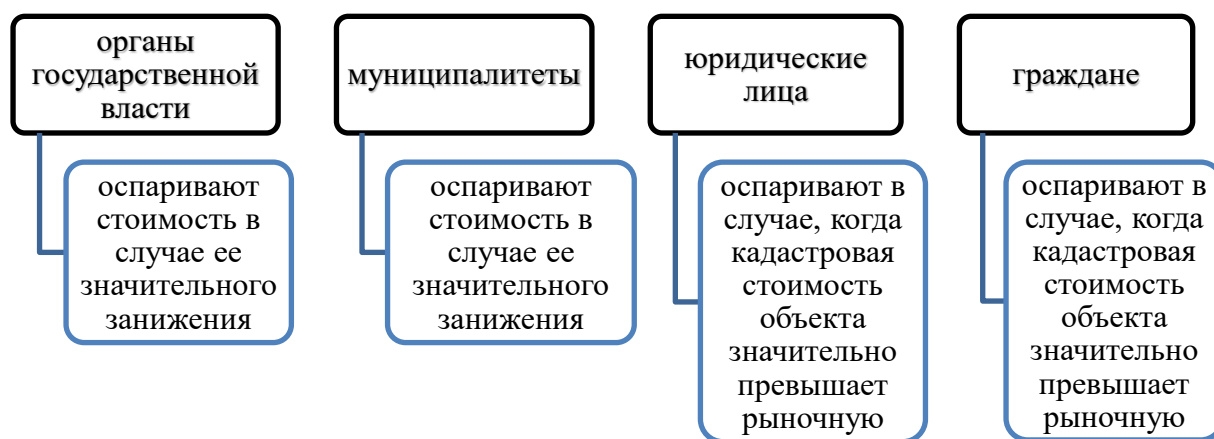 органы
государственной
власти
оспаривают
стоимость в
случае ее
значительного
занижения
муниципалитеты
оспаривают
стоимость в
случае ее
значительного
занижения
юридические
лица
оспаривают в
случае, когда
кадастровая
стоимость
объекта
значительно
превышает
рыночную
граждане
оспаривают в
случае, когда
кадастровая
стоимость
объекта
значительно
превышает
рыночную